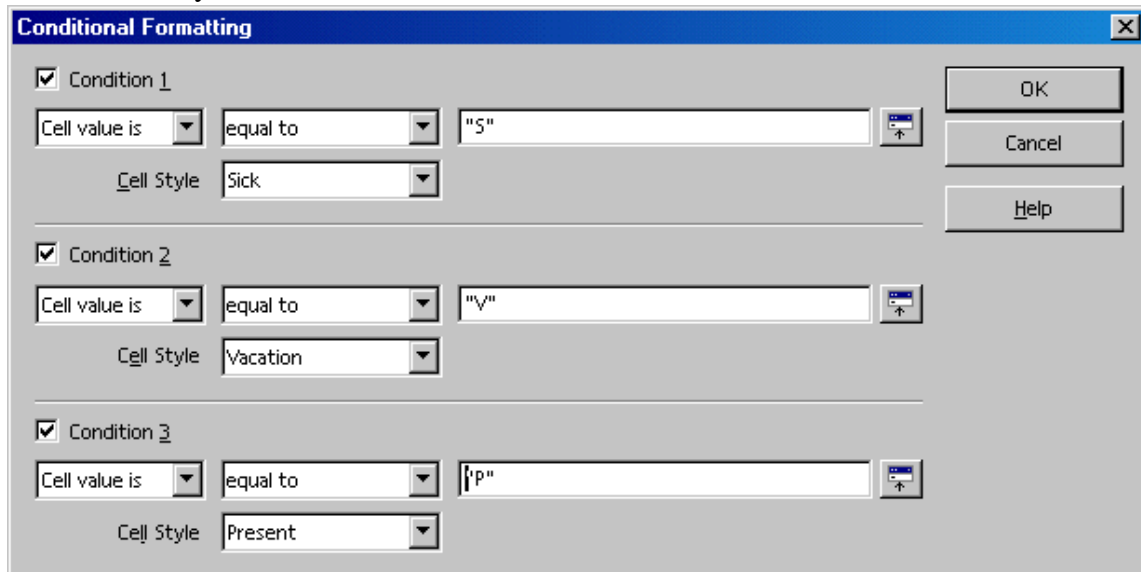 Conditional Formatting
Condition 1
OK
Cell value is equal to "S"
Cancel
Cell Style Sick
Help
Condition 2
Cell value is equal to "V"
Cell Style Vacation
Condition 3
Cell value is equal to "P"
Cell Style Present